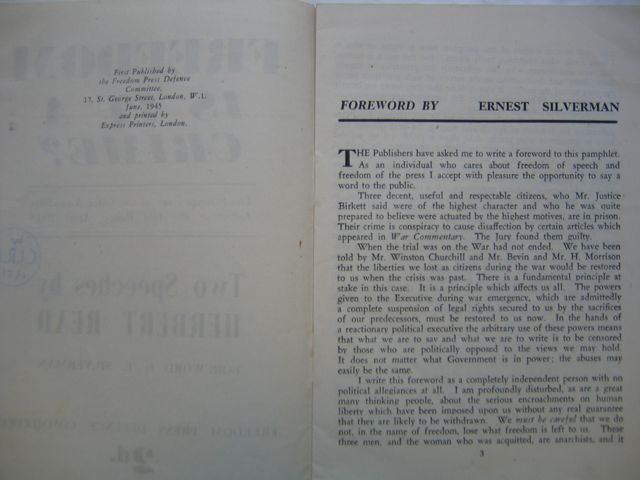 First Published by
the Freedom Press Defence
Committee,
17, St. George Street, London, W.1.
June, 1945
and printed by
Express Printers, London.
FOREWORD BY ERNEST SILVERMAN
THE Publishers have asked me to write a foreword to this pamphlet.
As an individual who cares about freedom of speech and
freedom of the press I accept with pleasure the opportunity to say a
word to the public.
Three decent, useful and respectable citizens, who Mr. Justice
Birkett said were of the highest character and who he was quite
prepared to believe were actuated by the highest motives, are in prison.
Their crime is conspiracy to cause disaffection by certain articles which
appeared in War Commentary. The Jury found them guilty.
When the trial was on the War had not ended. We have been
told by Mr. Winston Churchill and Mr. Bevin and Mr. H. Morrison
that the liberties we lost as citizens during the war would be restored
to us when the crisis was past. There is a fundamental principle at
stake in this case. It is a principle which affects us all. The powers
given to the Executive during war emergency, which are admittedly
a complete suspension of legal rights secured to us by the sacrifices
of our predecessors, must be restored to us now. In the hands of
a reactionary political executive the arbitrary use of these powers means
that what we are to say and what we are to write is to be censored
by those who are politically opposed to the views we may hold.
It does not matter what Government is in power; the abuses may
easily be the same.
I write this foreword as a completely independent person with no
political allegiances at all. I am profoundly disturbed, as are a great
many thinking people, about the serious encroachments on human
liberty which have been imposed upon us without any real guarantee
that they are likely to be withdrawn. We must be careful that we do
not, in the name of freedom, lose what freedom is left to us. These
three men, and the woman who was acquitted, are anarchists, and it
3
FREEDOM
IS
A
CRIME?
Two Speeches by
HERBERT READ
FOREWORD E. SILVERMAN
FREEDOM PRESS DEFENCE COMMITTEE
2d.